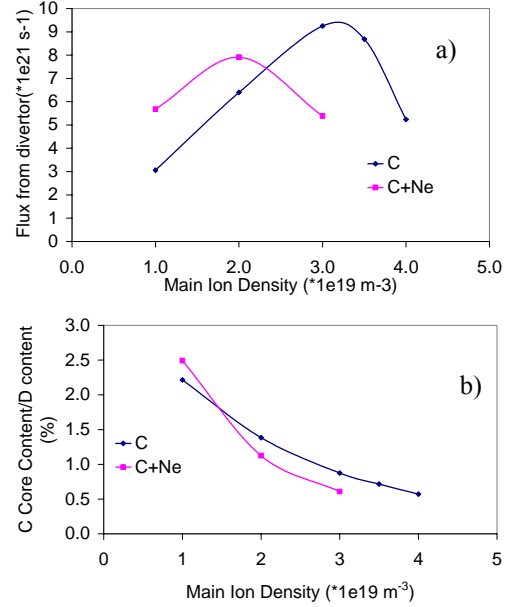 10
9
8
7
6
5
4
3
2
1
0
Flux from divertor(*1e21 s-1)
a)
C
C+Ne
0.0 1.0 2.0 3.0 4.0 5.0
Main Ion Density (*1e19 m-3)
3.0
2.5
2.0
1.5
1.0
0.5
0.0
C Core Content/D content
(%)
b)
C
C+Ne
0 1 2 3 4 5
Main Ion Density (*1e19 m⁻³)